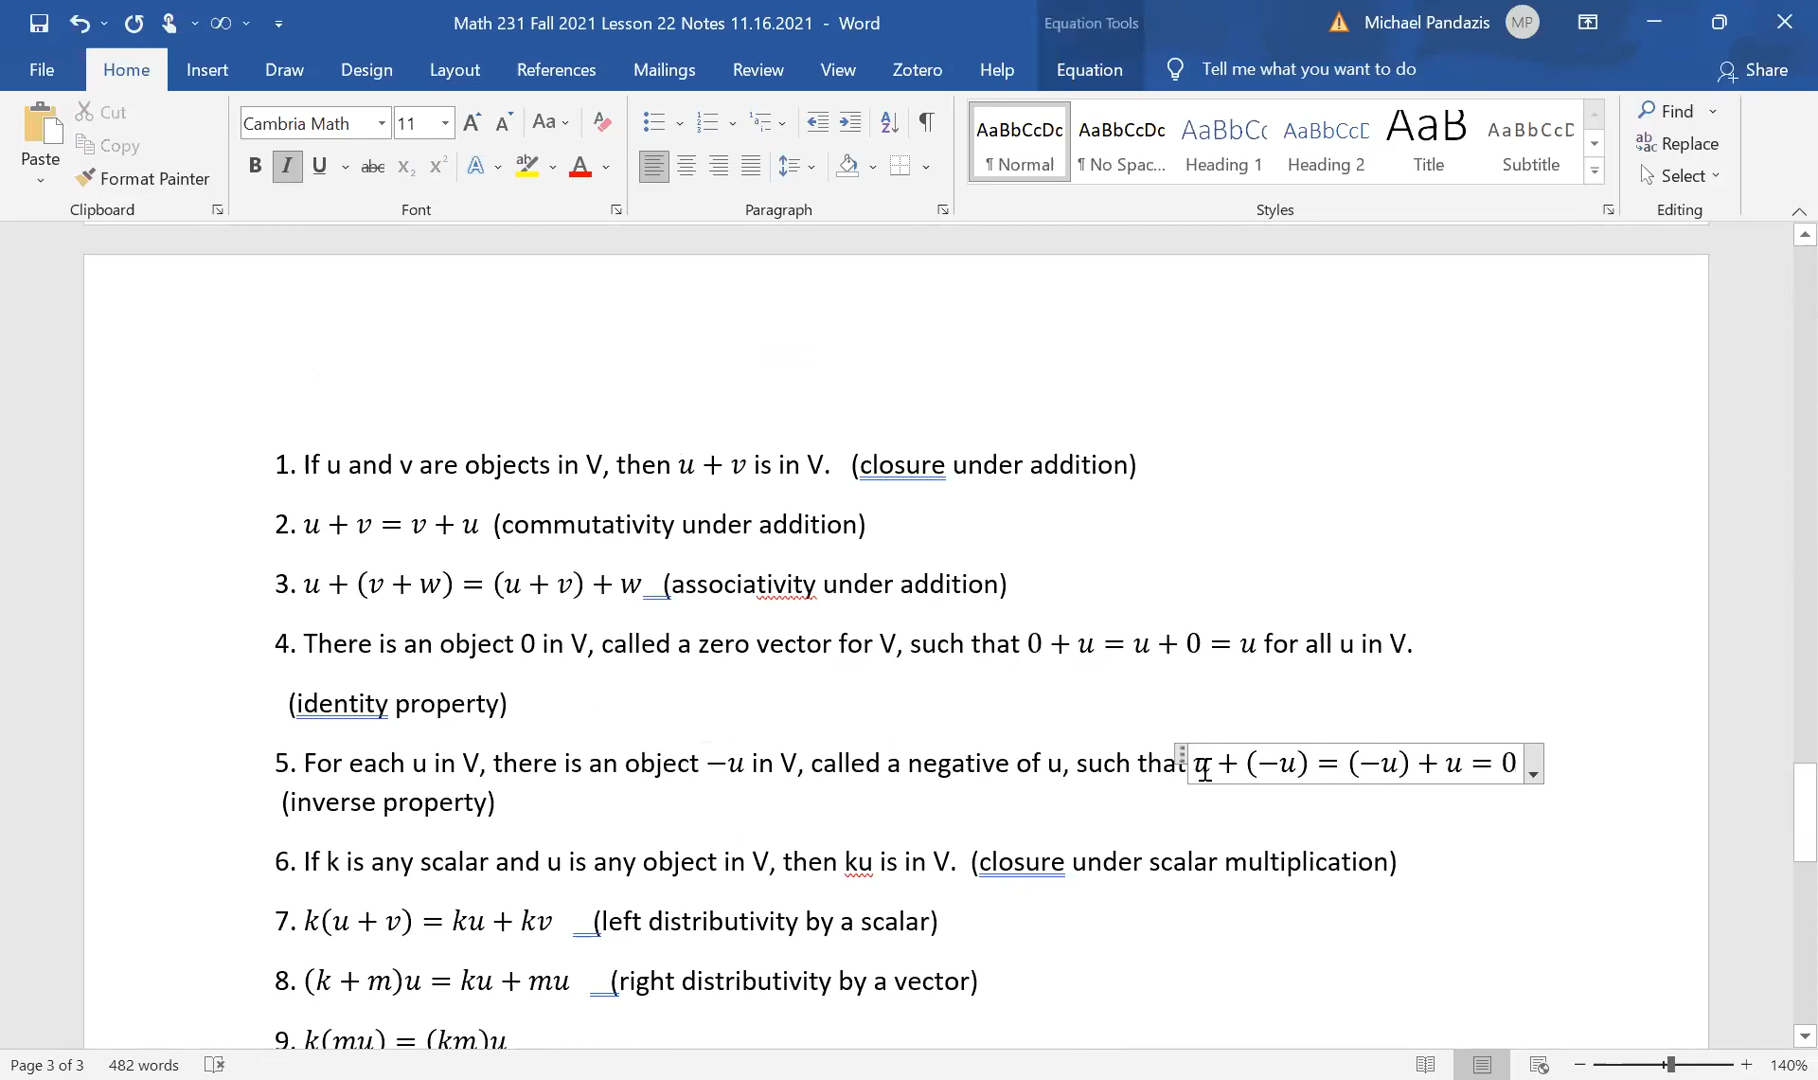 Math 231 Fall 2021 Lesson 22 Notes 11.16.2021 - Word
Equation Tools
Michael Pandazis
MP
File Home Insert Draw Design Layout References Mailings Review View Zotero Help Equation Tell me what you want to do Share
Paste
Cut
Copy
Format Painter
Clipboard
Cambria Math 11
Font
Paragraph
AaBbCcDc AaBbCcDc AaBbCc AaBbCcD AaB AaBbCcD
¶ Normal ¶ No Spac... Heading 1 Heading 2 Title Subtitle
Styles
Find
Replace
Select
Editing
1. If u and v are objects in V, then u + v is in V. (closure under addition)
2. u + v = v + u (commutativity under addition)
3. u + (v + w) = (u + v) + w (associativity under addition)
4. There is an object 0 in V, called a zero vector for V, such that 0 + u = u + 0 = u for all u in V.
(identity property)
5. For each u in V, there is an object −u in V, called a negative of u, such that u + (−u) = (−u) + u = 0
(inverse property)
6. If k is any scalar and u is any object in V, then ku is in V. (closure under scalar multiplication)
7. k(u + v) = ku + kv (left distributivity by a scalar)
8. (k + m)u = ku + mu (right distributivity by a vector)
9. k(mu) = (km)u
Page 3 of 3 482 words 140%